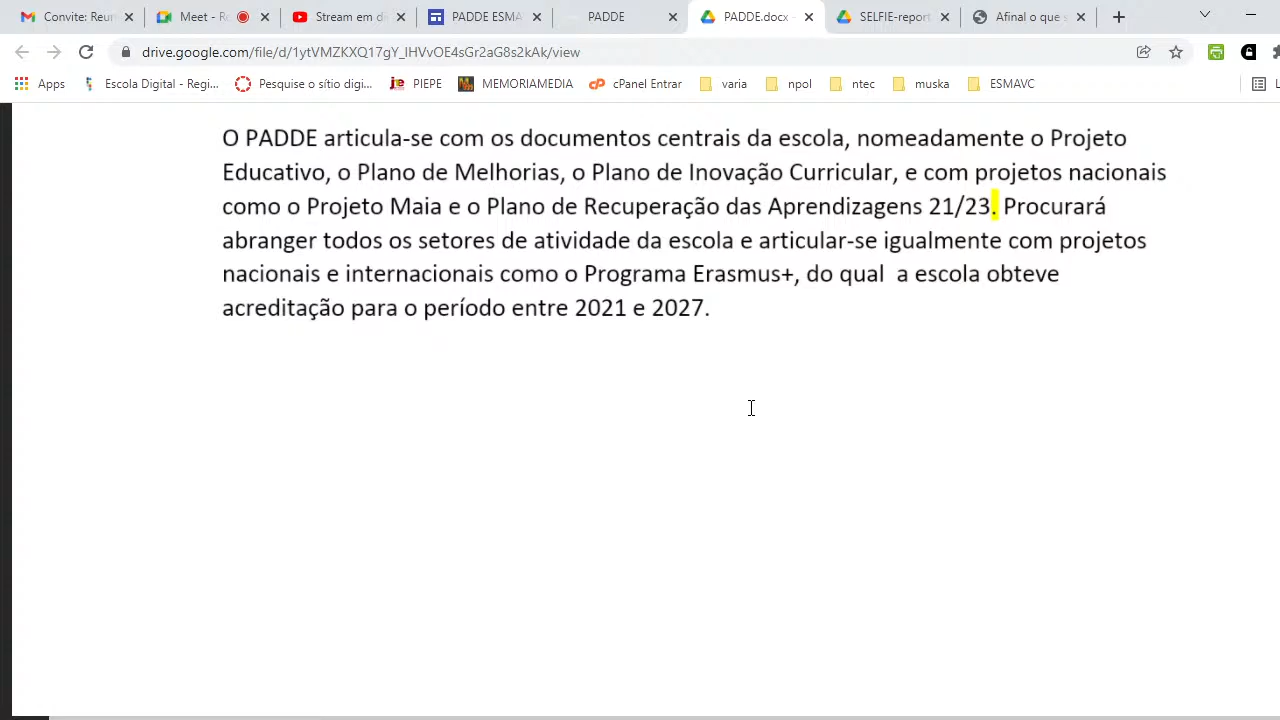 Convite: Reur
Meet - R
Stream em di
PADDE ESMA
PADDE
PADDE.docx -
SELFIE-report
Afinal o que s
drive.google.com/file/d/1ytVMZKXQ17gY_IHVvOE4sGr2aG8s2kAk/view
Apps
Escola Digital - Regi...
Pesquise o sítio digi...
PIEPE
MEMORIAMEDIA
cPanel Entrar
varia
npol
ntec
muska
ESMAVC
L
O PADDE articula-se com os documentos centrais da escola, nomeadamente o Projeto
Educativo, o Plano de Melhorias, o Plano de Inovação Curricular, e com projetos nacionais
como o Projeto Maia e o Plano de Recuperação das Aprendizagens 21/23. Procurará
abranger todos os setores de atividade da escola e articular-se igualmente com projetos
nacionais e internacionais como o Programa Erasmus+, do qual  a escola obteve
acreditação para o período entre 2021 e 2027.